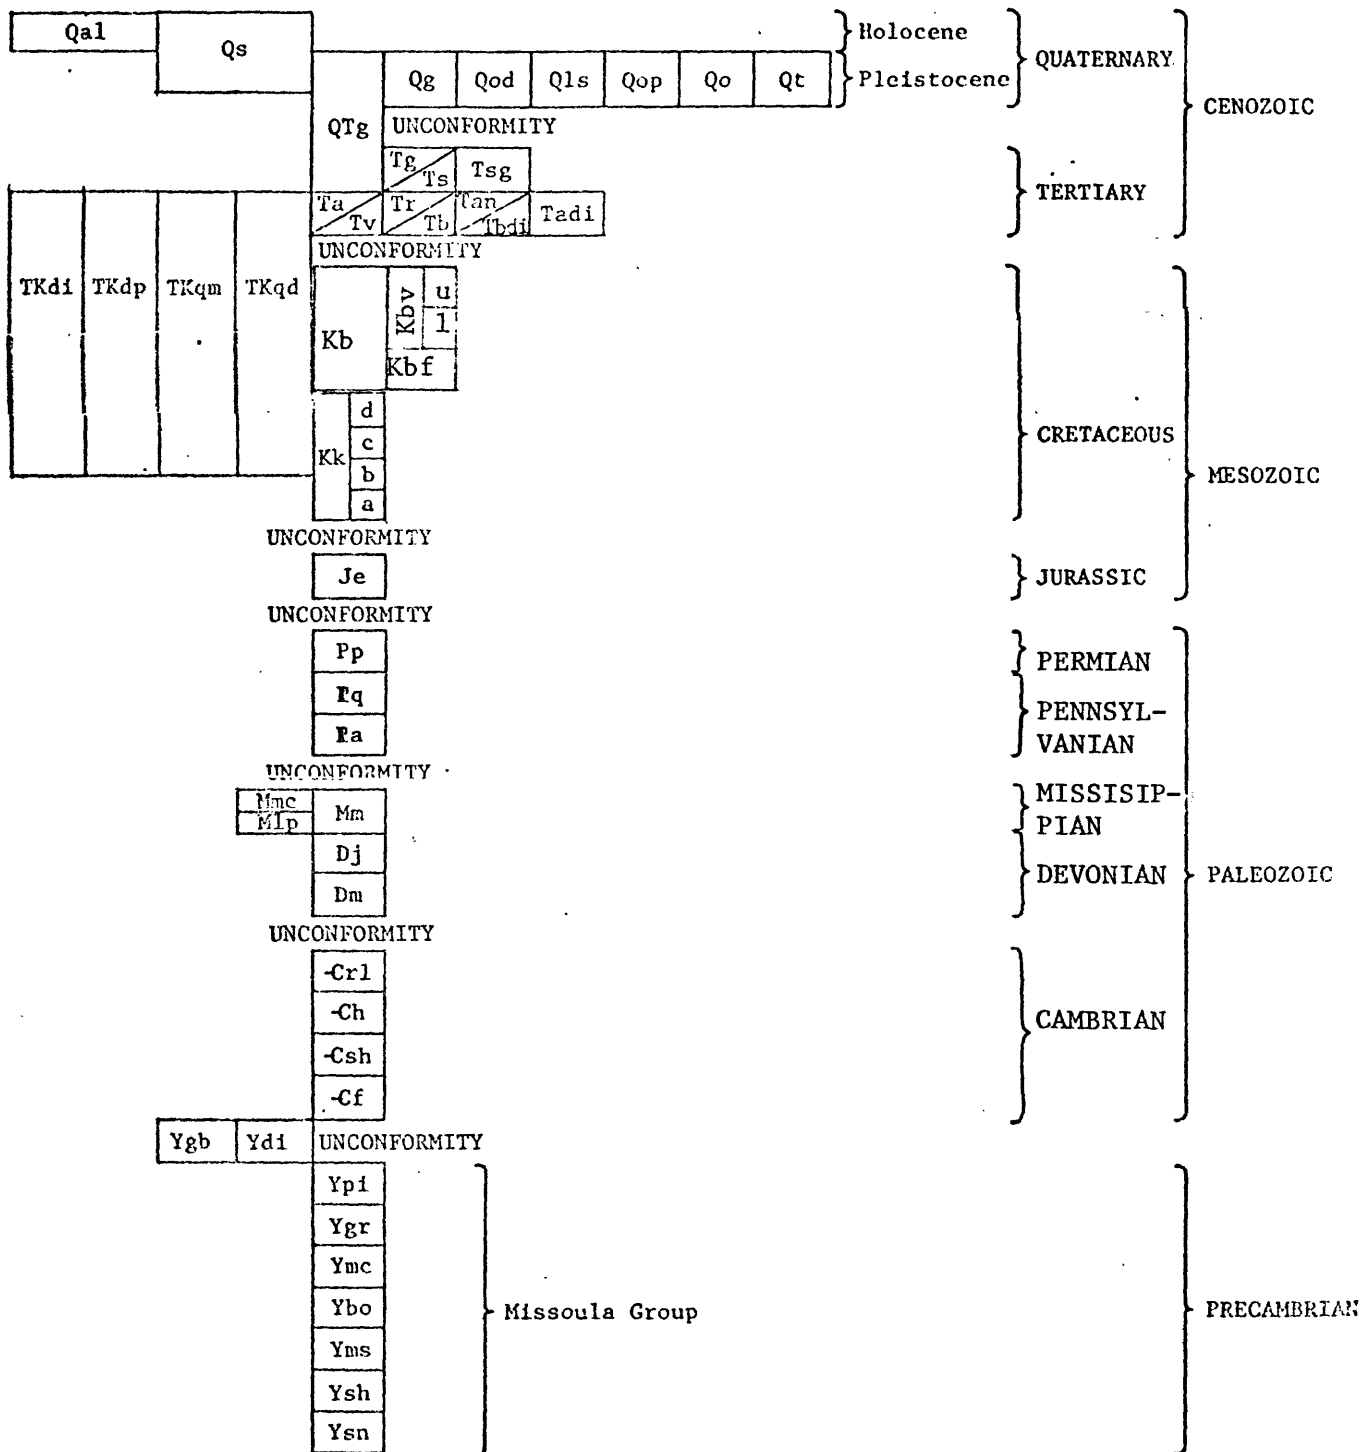 Qal Qs Holocene
QUATERNARY
Qg Qod Qls Qop Qo Qt Pleistocene
CENOZOIC
QTg UNCONFORMITY
Tg Ts Tsg
TERTIARY
Ta Tv Tr Tb Tan Tbdi Tadi
UNCONFORMITY
TKdi TKdp TKqm TKqd
Kb Kbv u
l
Kbf
d
Kk c CRETACEOUS
b
MESOZOIC
a
UNCONFORMITY
Je JURASSIC
UNCONFORMITY
Pp PERMIAN
ℙq PENNSYL-
ℙa VANIAN
UNCONFORMITY
Mmc Mm MISSISIP-
Mlp PIAN
Dj
DEVONIAN PALEOZOIC
Dm
UNCONFORMITY
-Crl
-Ch CAMBRIAN
-Csh
-Cf
Ygb Ydi UNCONFORMITY
Ypi
Ygr
Ymc
Ybo Missoula Group PRECAMBRIAN
Yms
Ysh
Ysn